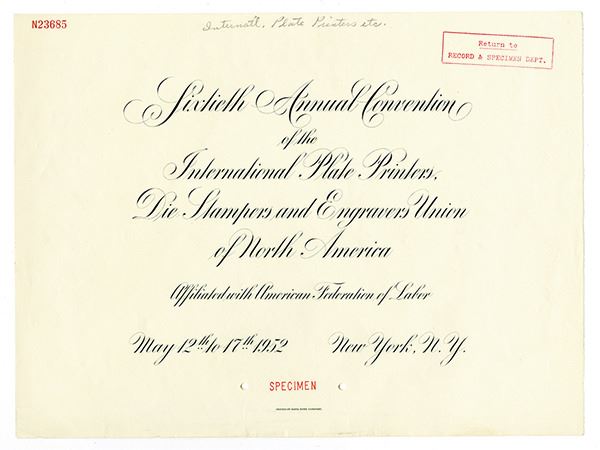 N23685
Internat'l. Plate Printers etc.
Return to
RECORD & SPECIMEN DEPT.
Sixtieth Annual Convention
of the
International Plate Printers,
Die Stampers and Engravers Union
of North America
Affiliated with American Federation of Labor
May 12th to 17th 1952 New York, N.Y.
SPECIMEN